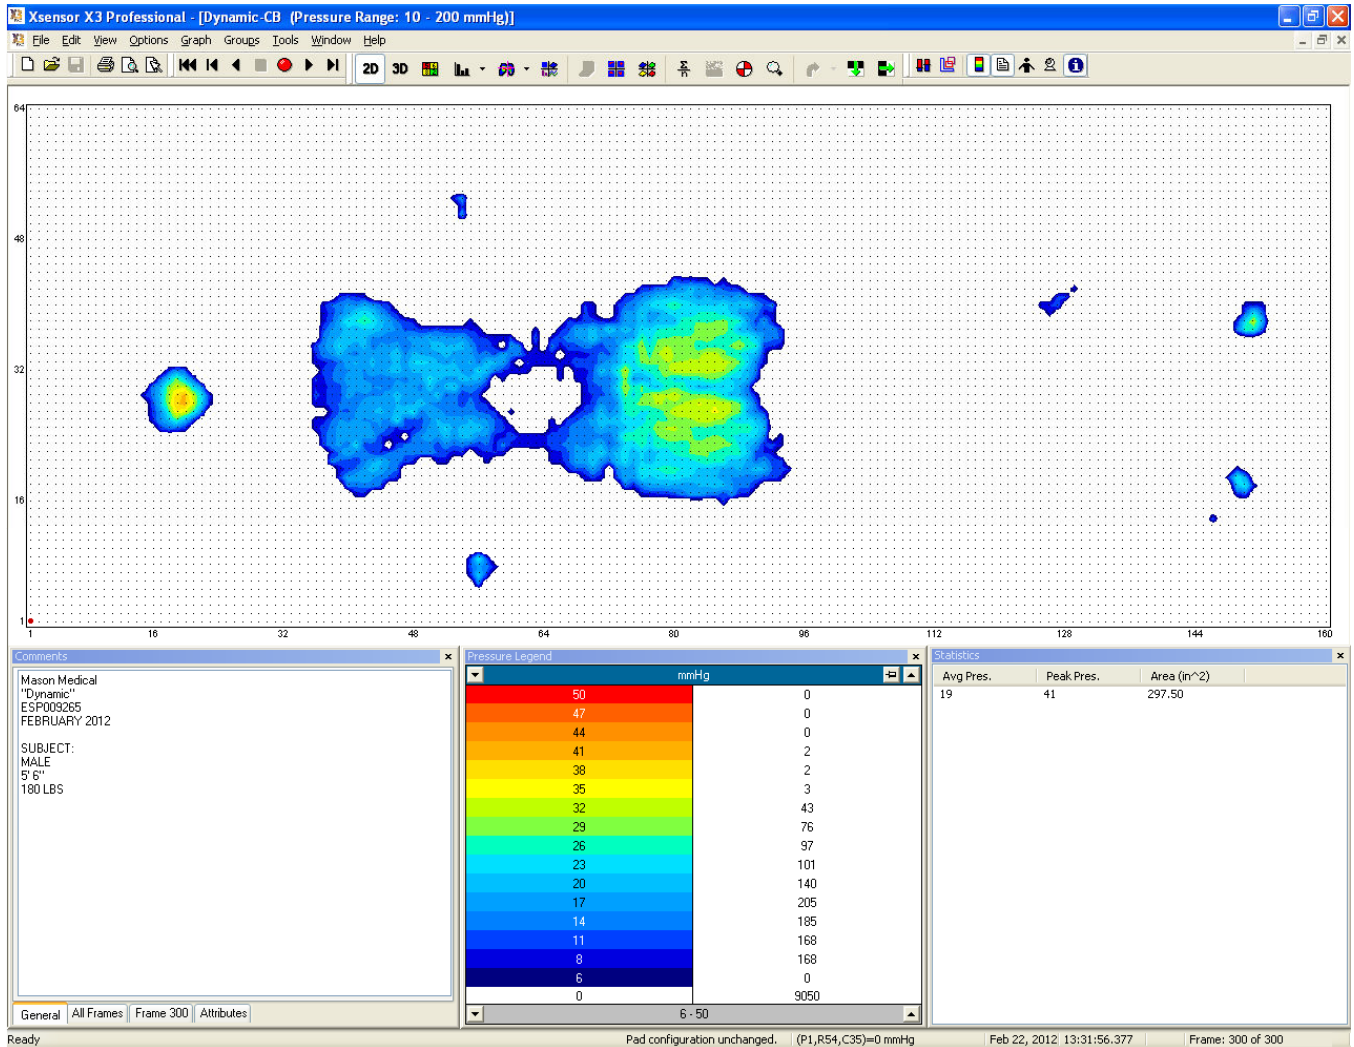 Xsensor X3 Professional - [Dynamic-CB (Pressure Range: 10 - 200 mmHg)]
File Edit View Options Graph Groups Tools Window Help
2D 3D
64
48
32
16
1
1 16 32 48 64 80 96 112 128 144 160
Comments
Mason Medical
"Dynamic"
ESP009265
FEBRUARY 2012
SUBJECT:
MALE
5' 6"
180 LBS
General All Frames Frame 300 Attributes
Pressure Legend
mmHg
50 0
47 0
44 0
41 2
38 2
35 3
32 43
29 76
26 97
23 101
20 140
17 205
14 185
11 168
8 168
6 0
0 9050
6 - 50
Statistics
Avg Pres. Peak Pres. Area (in^2)
19 41 297.50
Ready Pad configuration unchanged. (P1,R54,C35)=0 mmHg Feb 22, 2012 13:31:56.377 Frame: 300 of 300